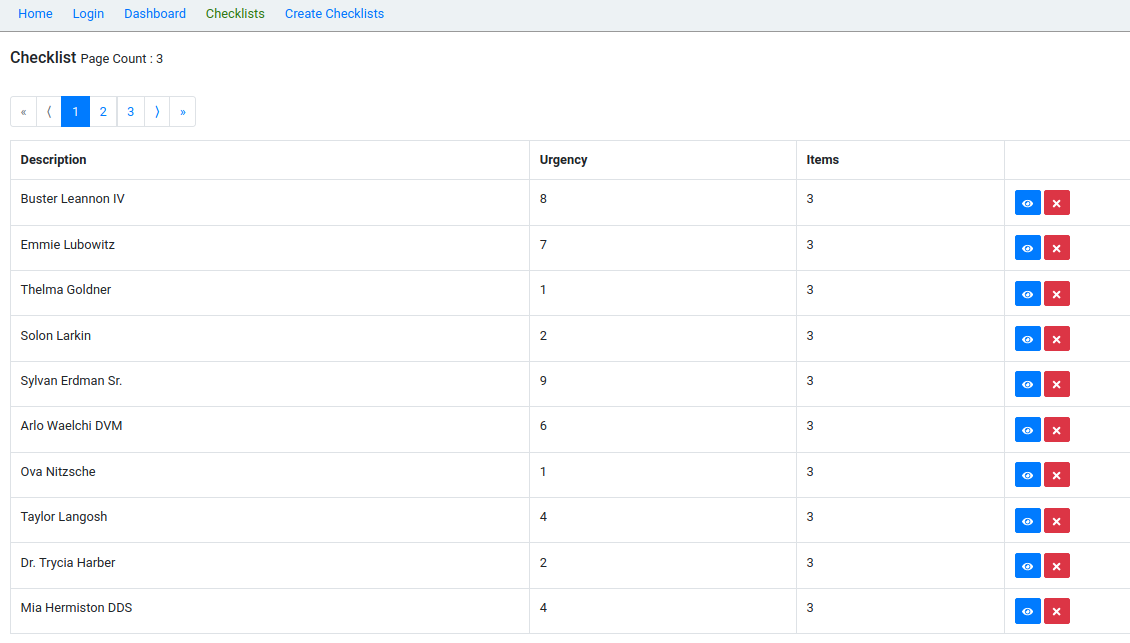 Home Login Dashboard Checklists Create Checklists
Checklist Page Count : 3
« ⟨ 1 2 3 ⟩ »
Description Urgency Items
Buster Leannon IV 8 3
Emmie Lubowitz 7 3
Thelma Goldner 1 3
Solon Larkin 2 3
Sylvan Erdman Sr. 9 3
Arlo Waelchi DVM 6 3
Ova Nitzsche 1 3
Taylor Langosh 4 3
Dr. Trycia Harber 2 3
Mia Hermiston DDS 4 3